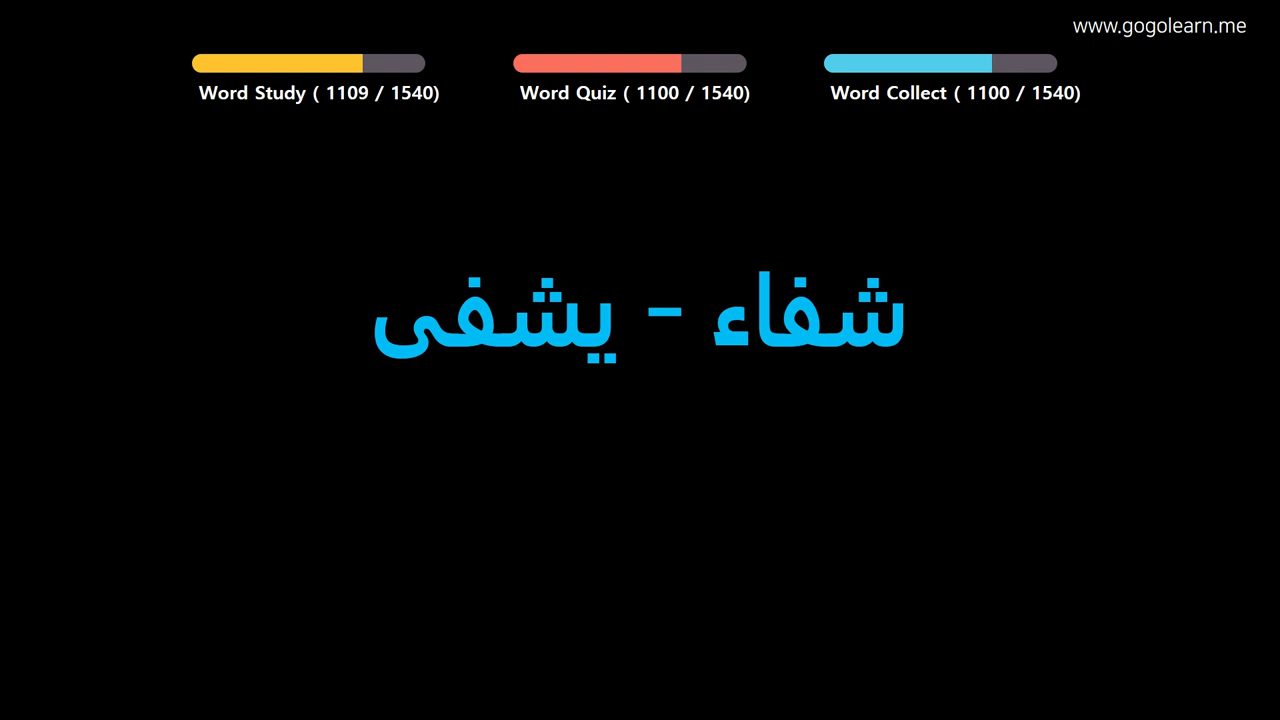 www.gogolearn.me
Word Study ( 1109 / 1540)
Word Quiz ( 1100 / 1540)
Word Collect ( 1100 / 1540)
شفاء - يشفى